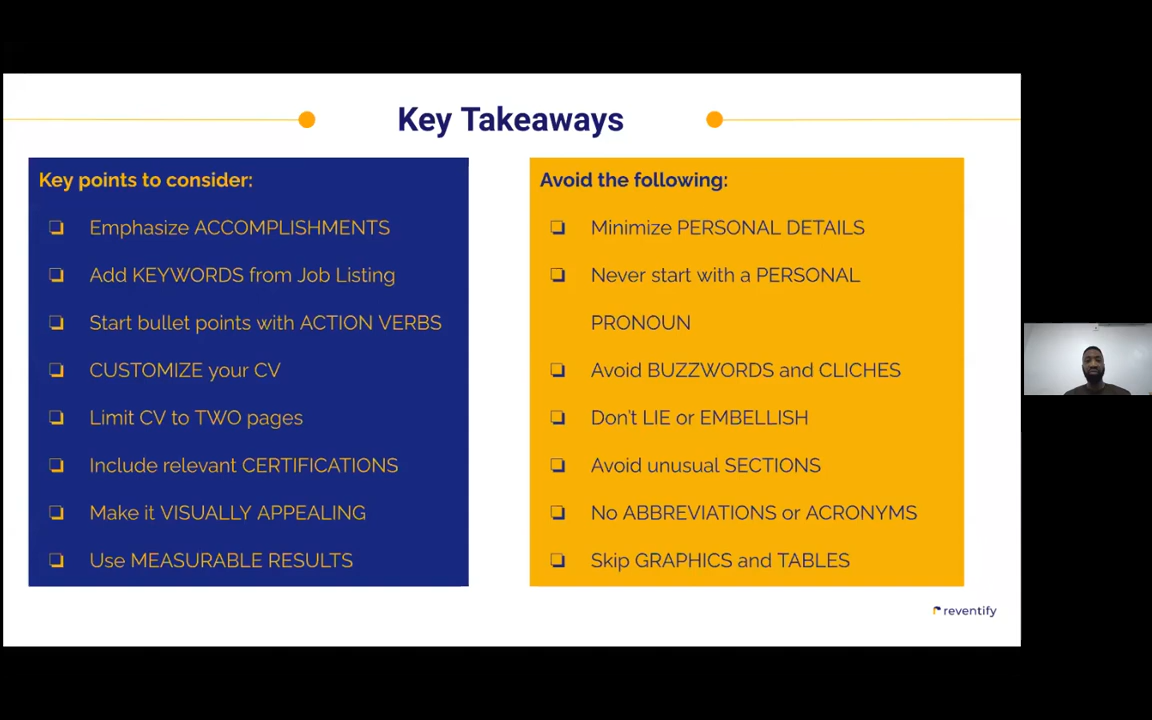 Key Takeaways
Key points to consider:
Emphasize ACCOMPLISHMENTS
Add KEYWORDS from Job Listing
Start bullet points with ACTION VERBS
CUSTOMIZE your CV
Limit CV to TWO pages
Include relevant CERTIFICATIONS
Make it VISUALLY APPEALING
Use MEASURABLE RESULTS
Avoid the following:
Minimize PERSONAL DETAILS
Never start with a PERSONAL
PRONOUN
Avoid BUZZWORDS and CLICHES
Don't LIE or EMBELLISH
Avoid unusual SECTIONS
No ABBREVIATIONS or ACRONYMS
Skip GRAPHICS and TABLES
reventify